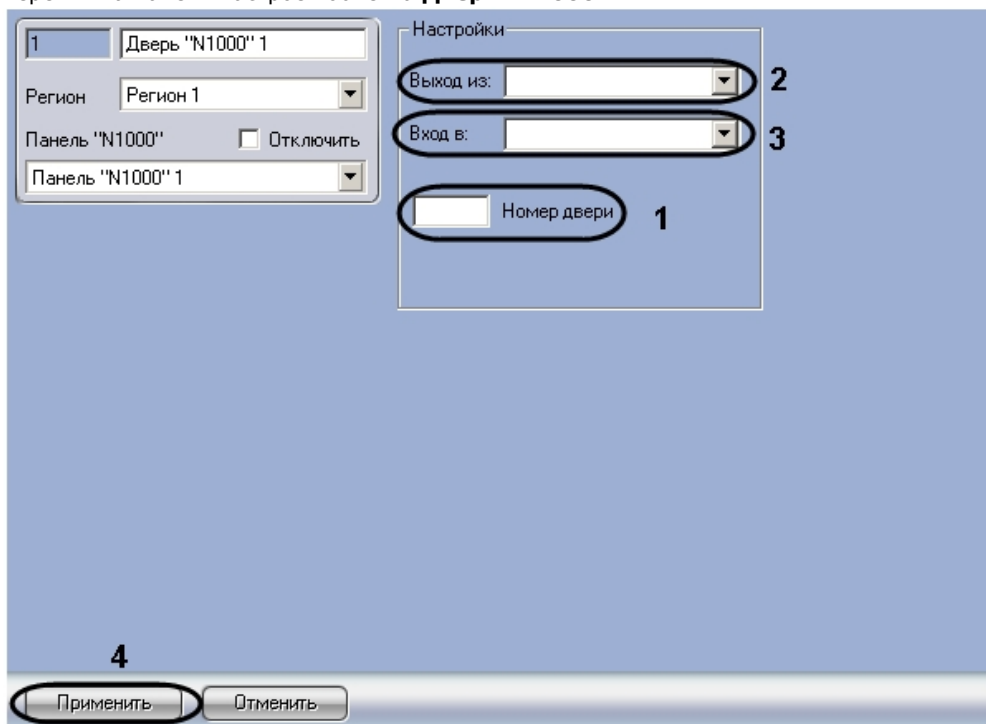 1
Дверь "N1000" 1
Регион
Регион 1
Панель "N1000"
Отключить
Панель "N1000" 1
Настройки
Выход из:
2
Вход в:
3
Номер двери
1
4
Применить
Отменить